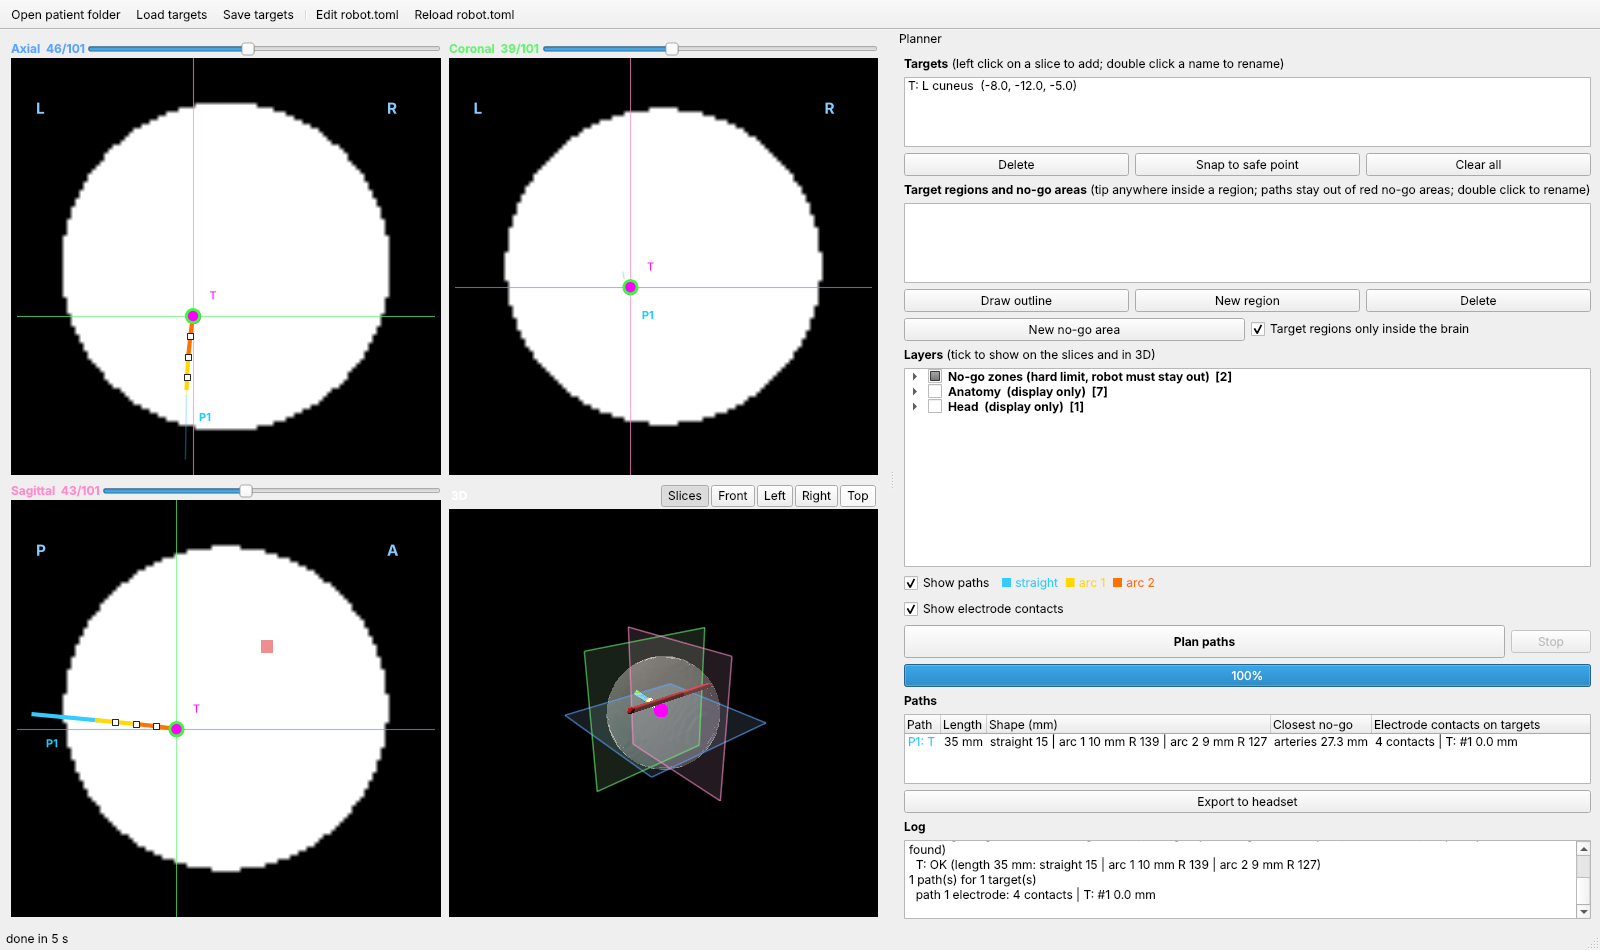 Open patient folder Load targets Save targets Edit robot.toml Reload robot.toml
Axial 46/101
L R
T
P1
Coronal 39/101
L R
T
P1
Sagittal 43/101
P A
T
P1
3D Slices Front Left Right Top
Planner
Targets (left click on a slice to add; double click a name to rename)
T: L cuneus (-8.0, -12.0, -5.0)
Delete Snap to safe point Clear all
Target regions and no-go areas (tip anywhere inside a region; paths stay out of red no-go areas; double click to rename)
Draw outline New region Delete
New no-go area Target regions only inside the brain
Layers (tick to show on the slices and in 3D)
No-go zones (hard limit, robot must stay out) [2]
Anatomy (display only) [7]
Head (display only) [1]
Show paths straight arc 1 arc 2
Show electrode contacts
Plan paths Stop
100%
Paths
Path Length Shape (mm) Closest no-go Electrode contacts on targets
P1: T 35 mm straight 15 | arc 1 10 mm R 139 | arc 2 9 mm R 127 arteries 27.3 mm 4 contacts | T: #1 0.0 mm
Export to headset
Log
found)
T: OK (length 35 mm: straight 15 | arc 1 10 mm R 139 | arc 2 9 mm R 127)
1 path(s) for 1 target(s)
path 1 electrode: 4 contacts | T: #1 0.0 mm
done in 5 s